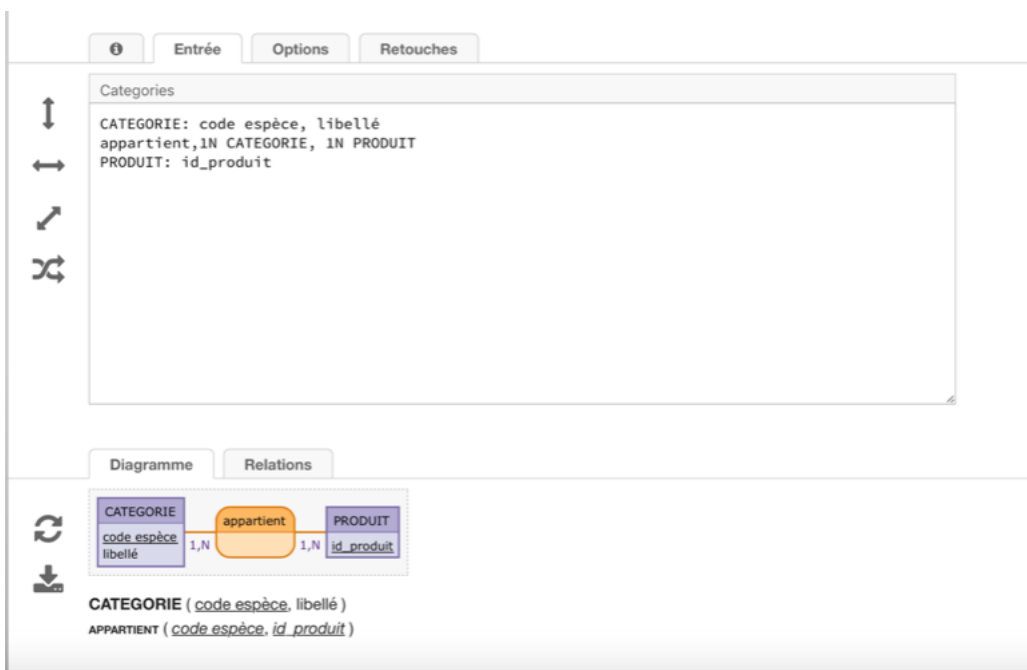 Entrée Options Retouches
Categories
CATEGORIE: code espèce, libellé
appartient,1N CATEGORIE, 1N PRODUIT
PRODUIT: id_produit
Diagramme Relations
CATEGORIE
code espèce
libellé
1,N
appartient
1,N
PRODUIT
id_produit
CATEGORIE ( code espèce, libellé )
APPARTIENT ( code espèce, id_produit )